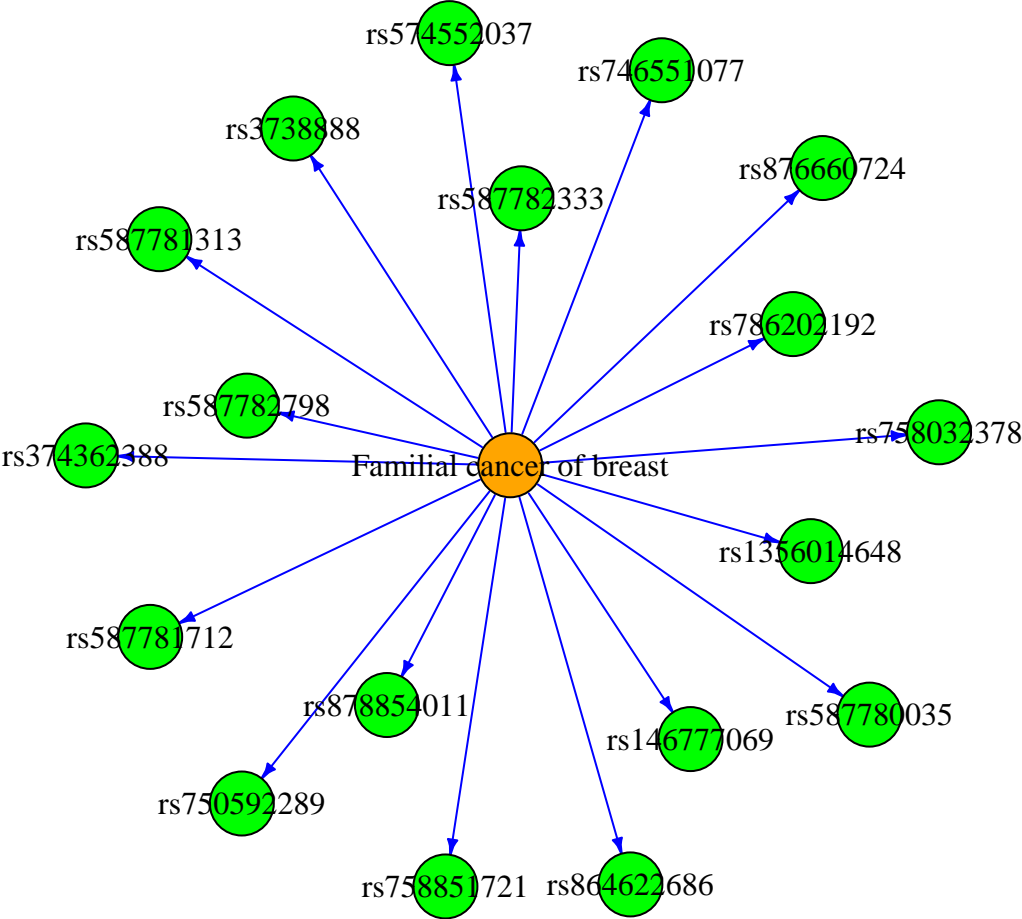 rs574552037
rs746551077
rs3738888
rs876660724
rs587782333
rs587781313
rs786202192
rs587782798
rs758032378
rs374362388
Familial cancer of breast
rs1356014648
rs587781712
rs878854011
rs587780035
rs146777069
rs750592289
rs758851721
rs864622686